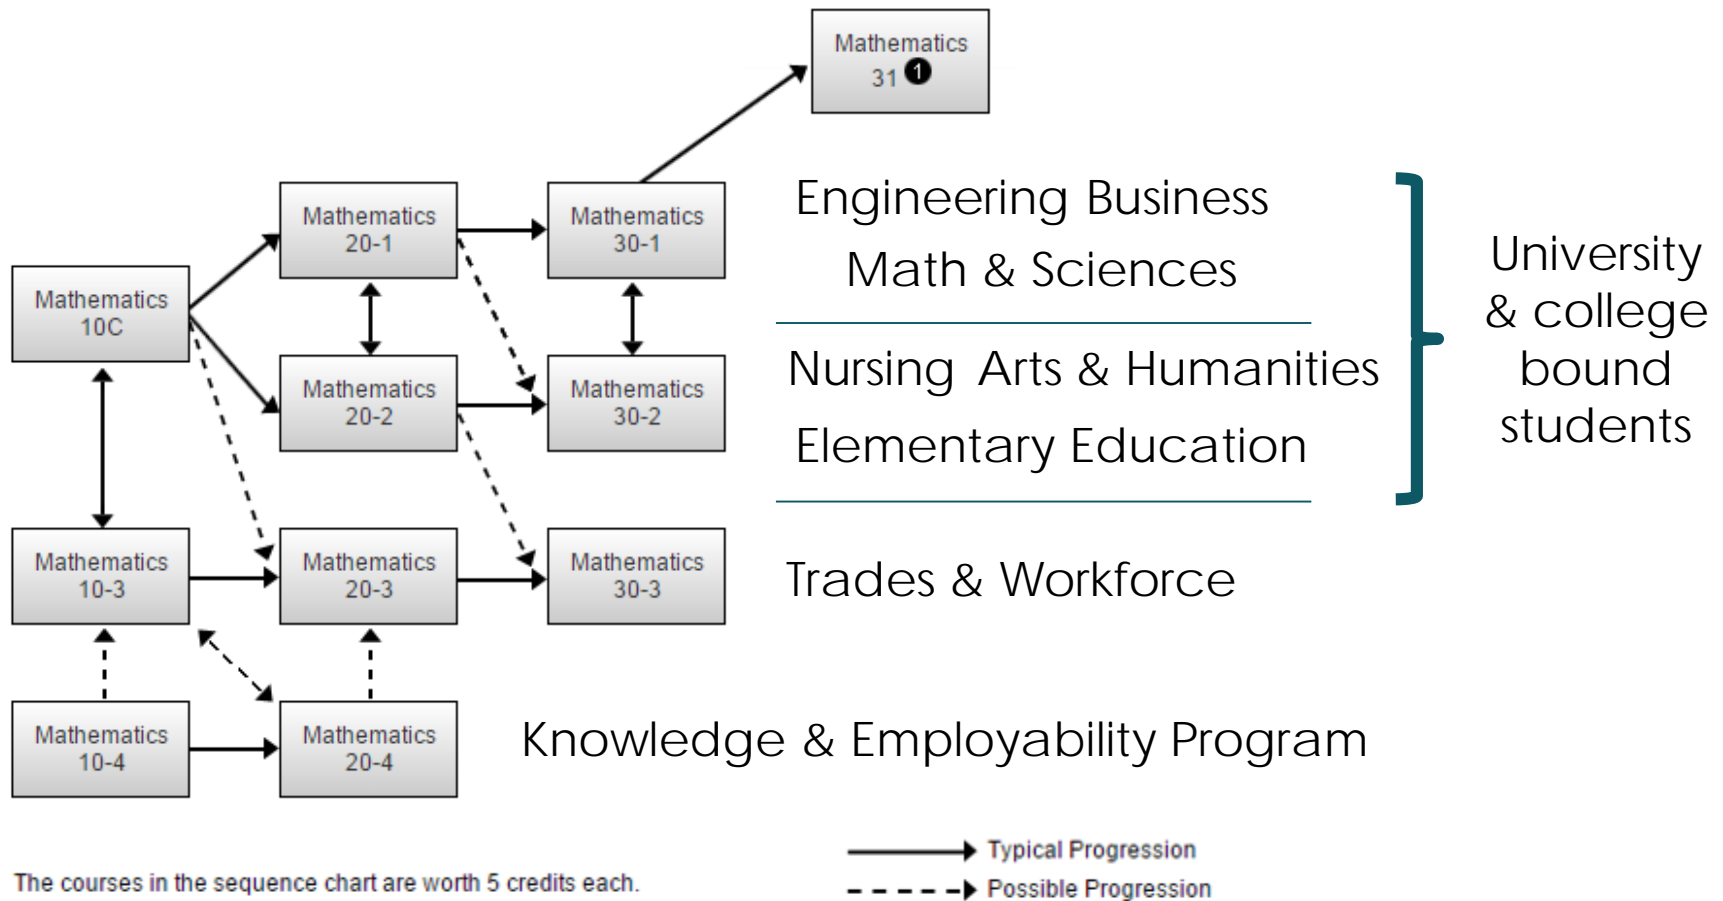 Mathematics
31 ❶
Mathematics
20-1
Mathematics
30-1
Engineering Business
Math & Sciences
Mathematics
10C
Mathematics
20-2
Mathematics
30-2
Nursing Arts & Humanities
Elementary Education
University
& college
bound
students
Mathematics
10-3
Mathematics
20-3
Mathematics
30-3
Trades & Workforce
Mathematics
10-4
Mathematics
20-4
Knowledge & Employability Program
The courses in the sequence chart are worth 5 credits each.
Typical Progression
Possible Progression